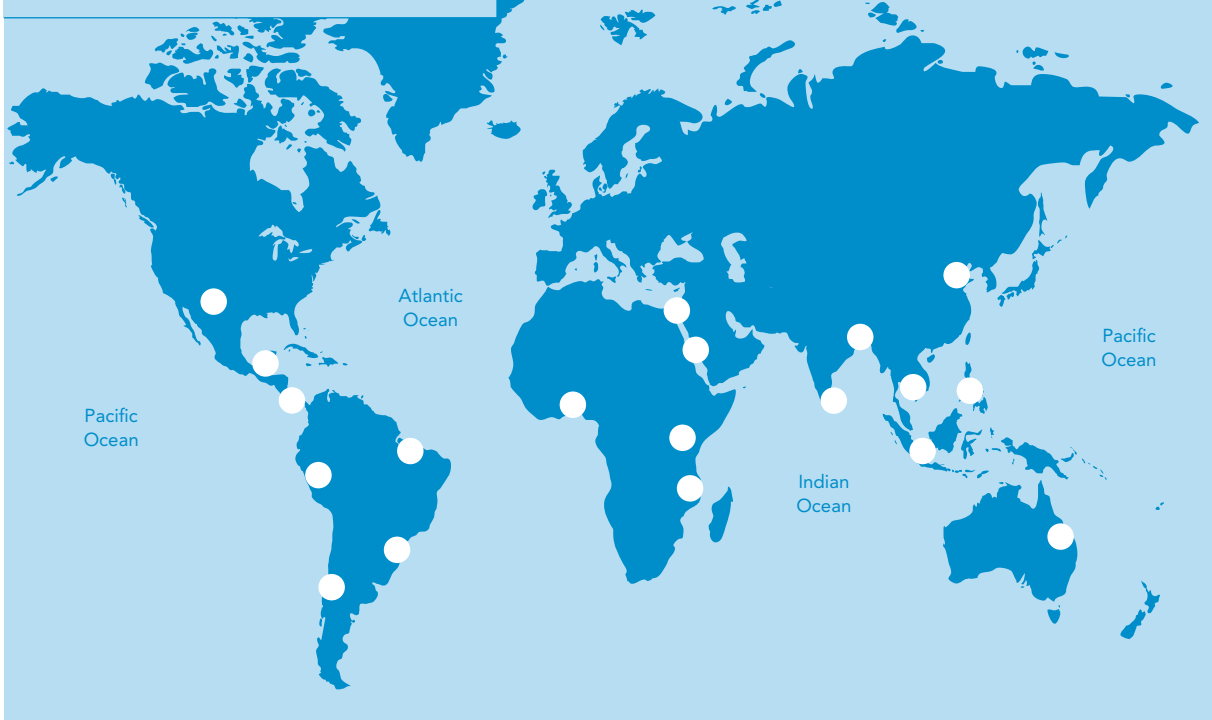 Atlantic
Ocean
Pacific
Ocean
Pacific
Ocean
Indian
Ocean